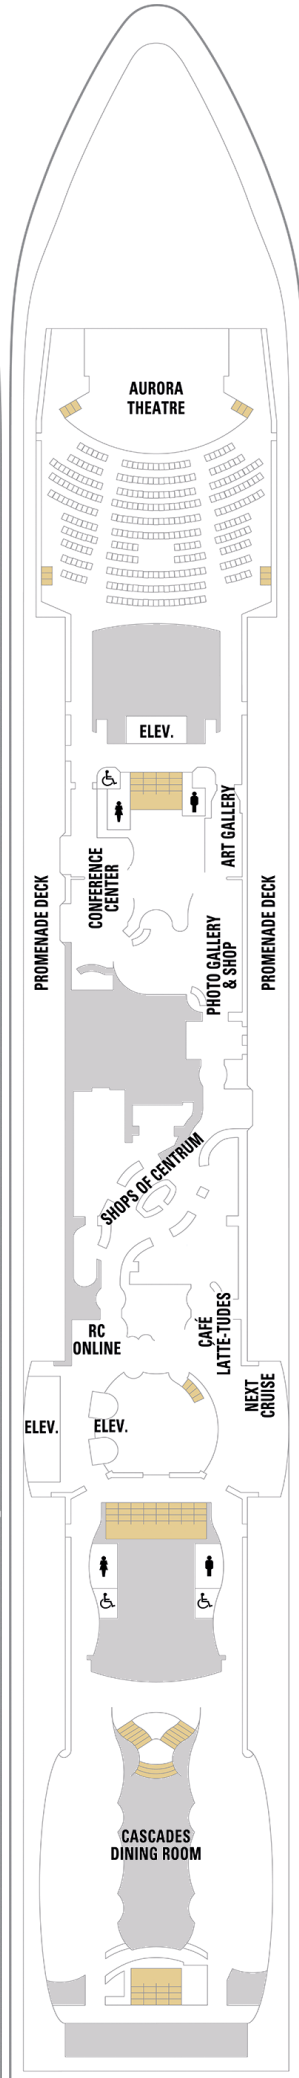 AURORA
THEATRE
ELEV.
ART GALLERY
CONFERENCE
CENTER
PROMENADE DECK
PHOTO GALLERY
& SHOP
PROMENADE DECK
SHOPS OF CENTRUM
RC
ONLINE
CAFÉ
LATTE-TUDES
NEXT
CRUISE
ELEV.
ELEV.
CASCADES
DINING ROOM